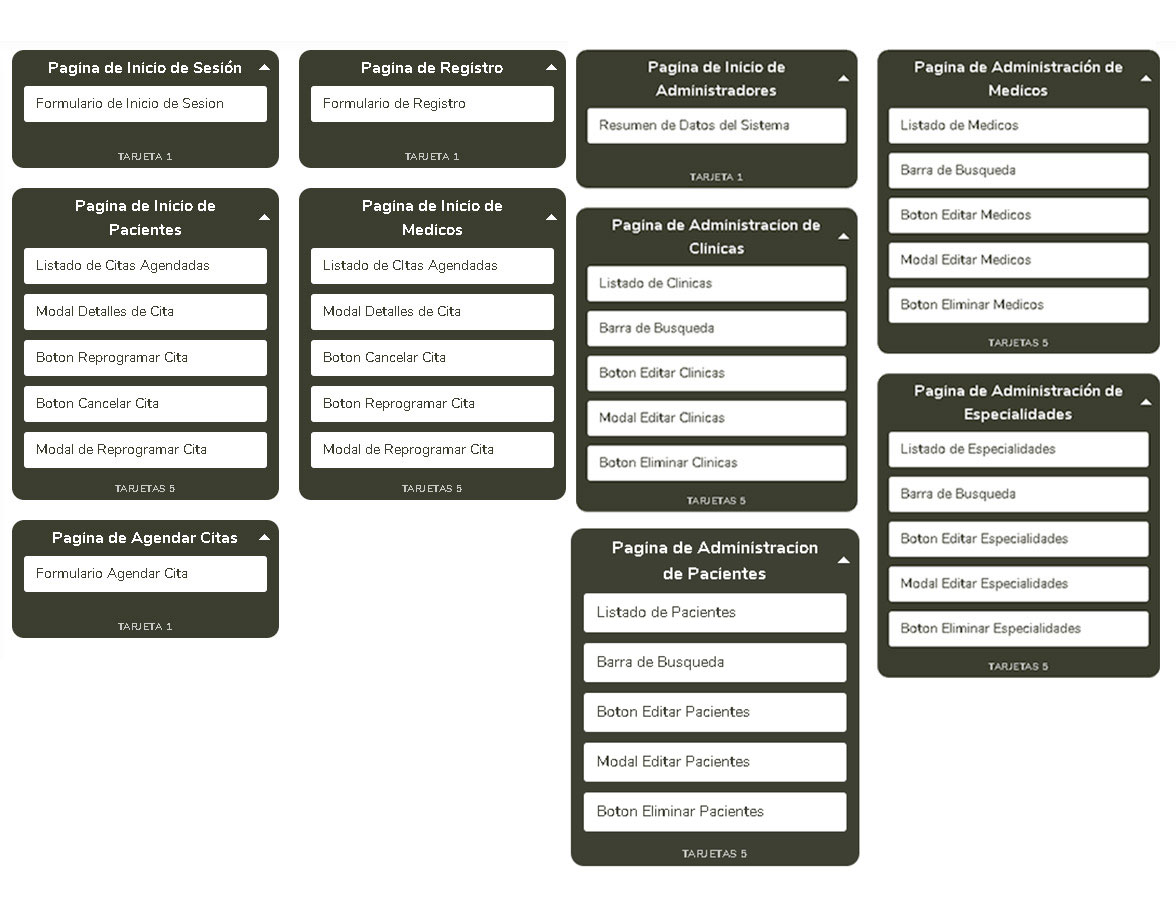 Pagina de Inicio de Sesión
Formulario de Inicio de Sesion
TARJETA 1
Pagina de Registro
Formulario de Registro
TARJETA 1
Pagina de Inicio de
Pacientes
Listado de Citas Agendadas
Modal Detalles de Cita
Boton Reprogramar Cita
Boton Cancelar Cita
Modal de Reprogramar Cita
TARJETAS 5
Pagina de Inicio de
Medicos
Listado de CItas Agendadas
Modal Detalles de Cita
Boton Cancelar Cita
Boton Reprogramar Cita
Modal de Reprogramar Cita
TARJETAS 5
Pagina de Agendar Citas
Formulario Agendar Cita
TARJETA 1
Pagina de Inicio de
Administradores
Resumen de Datos del Sistema
TARJETA 1
Pagina de Administracion de
Clinicas
Listado de Clinicas
Barra de Busqueda
Boton Editar Clinicas
Modal Editar Clinicas
Boton Eliminar Clinicas
TARJETAS 5
Pagina de Administracion
de Pacientes
Listado de Pacientes
Barra de Busqueda
Boton Editar Pacientes
Modal Editar Pacientes
Boton Eliminar Pacientes
TARJETAS 5
Pagina de Administración de
Medicos
Listado de Medicos
Barra de Busqueda
Boton Editar Medicos
Modal Editar Medicos
Boton Eliminar Medicos
TARJETAS 5
Pagina de Administración de
Especialidades
Listado de Especialidades
Barra de Busqueda
Boton Editar Especialidades
Modal Editar Especialidades
Boton Eliminar Especialidades
TARJETAS 5